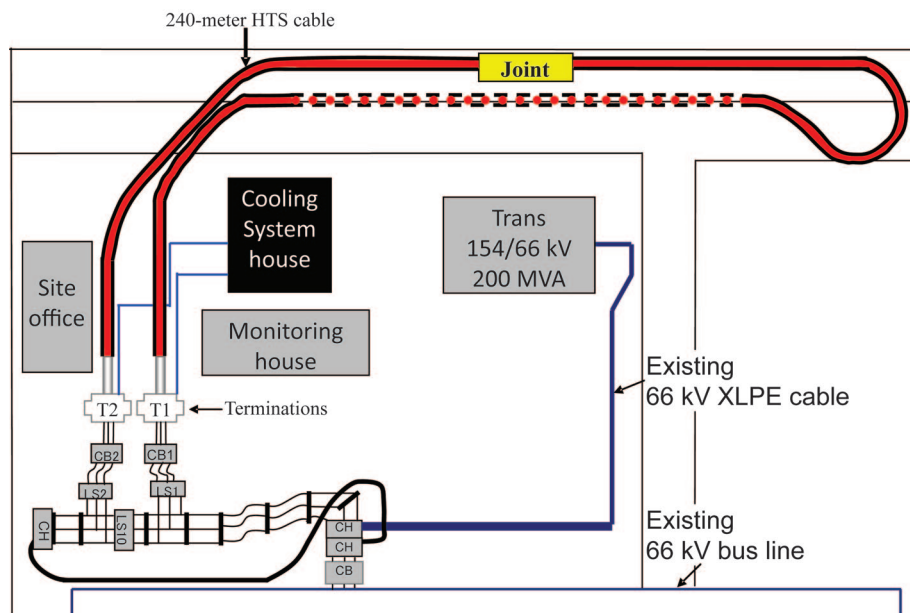 240-meter HTS cable
Joint
Cooling
System
house
Trans
154/66 kV
200 MVA
Site
office
Monitoring
house
Existing
66 kV XLPE cable
T2
T1
Terminations
CB2
CB1
LS2
LS1
CH
LS10
CH
CH
CB
Existing
66 kV bus line